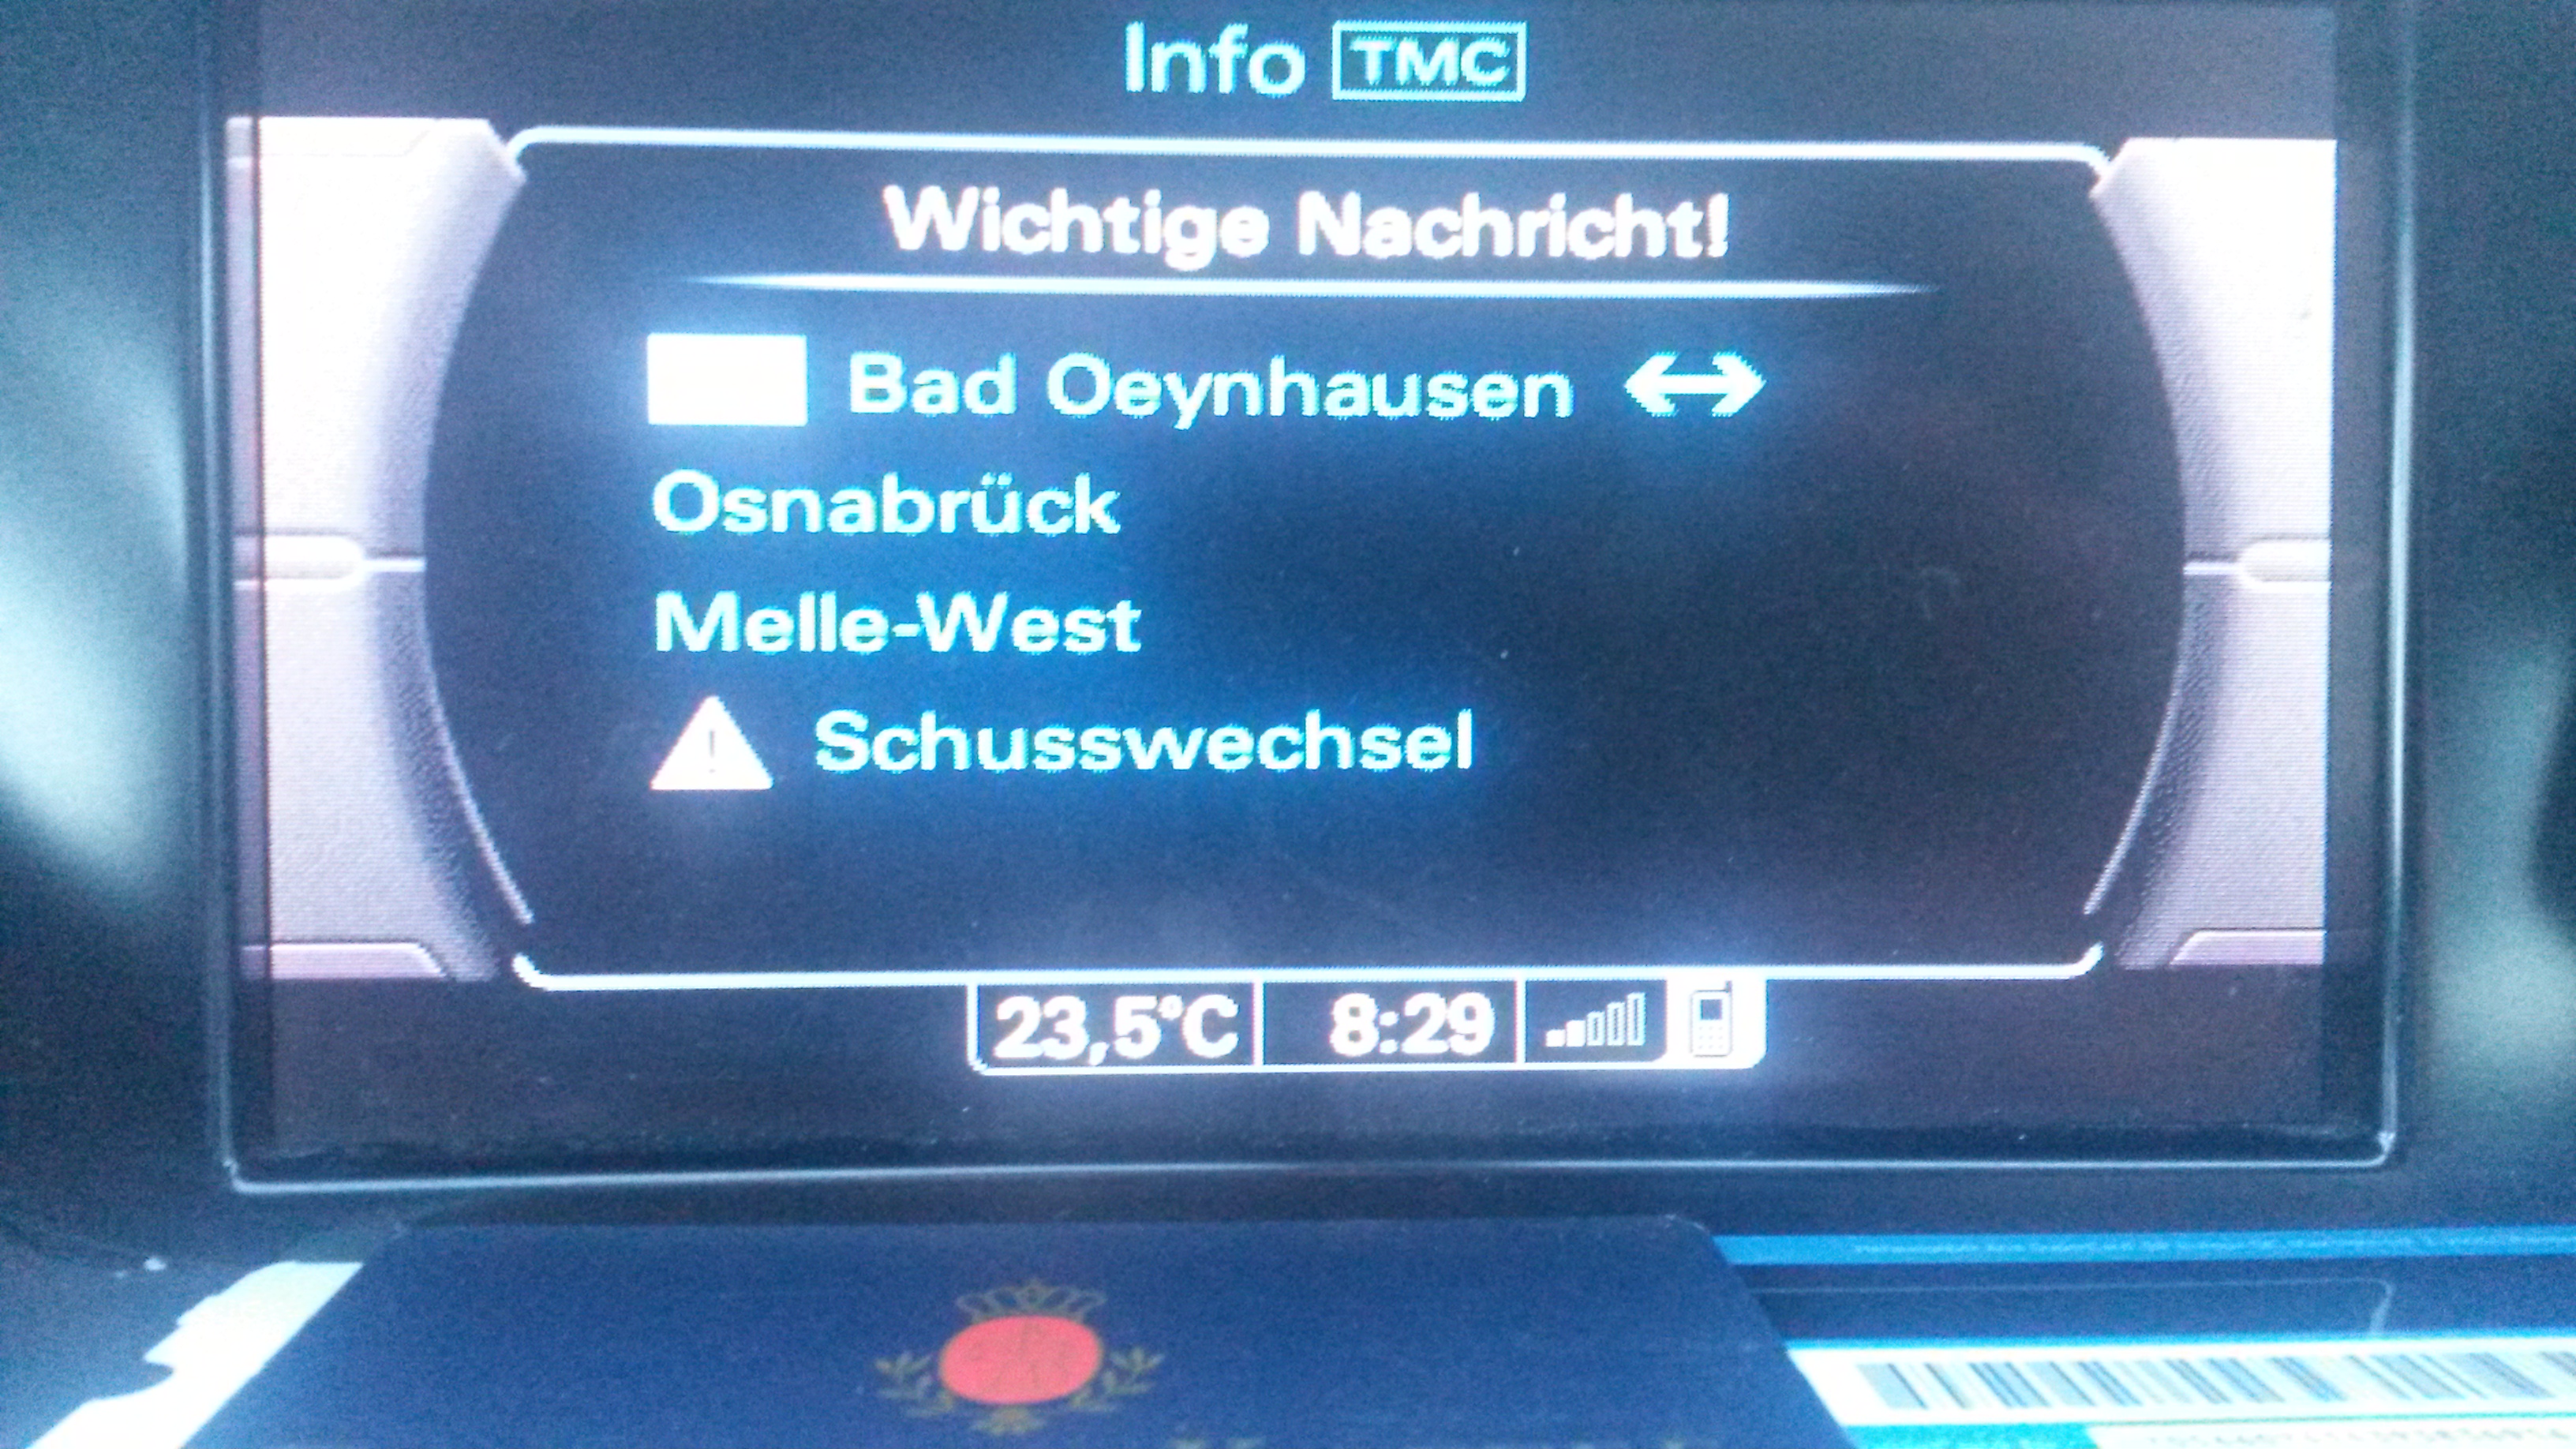 Info TMC
Wichtige Nachricht!
Bad Oeynhausen
Osnabrück
Melle-West
Schusswechsel
23,5°C 8:29